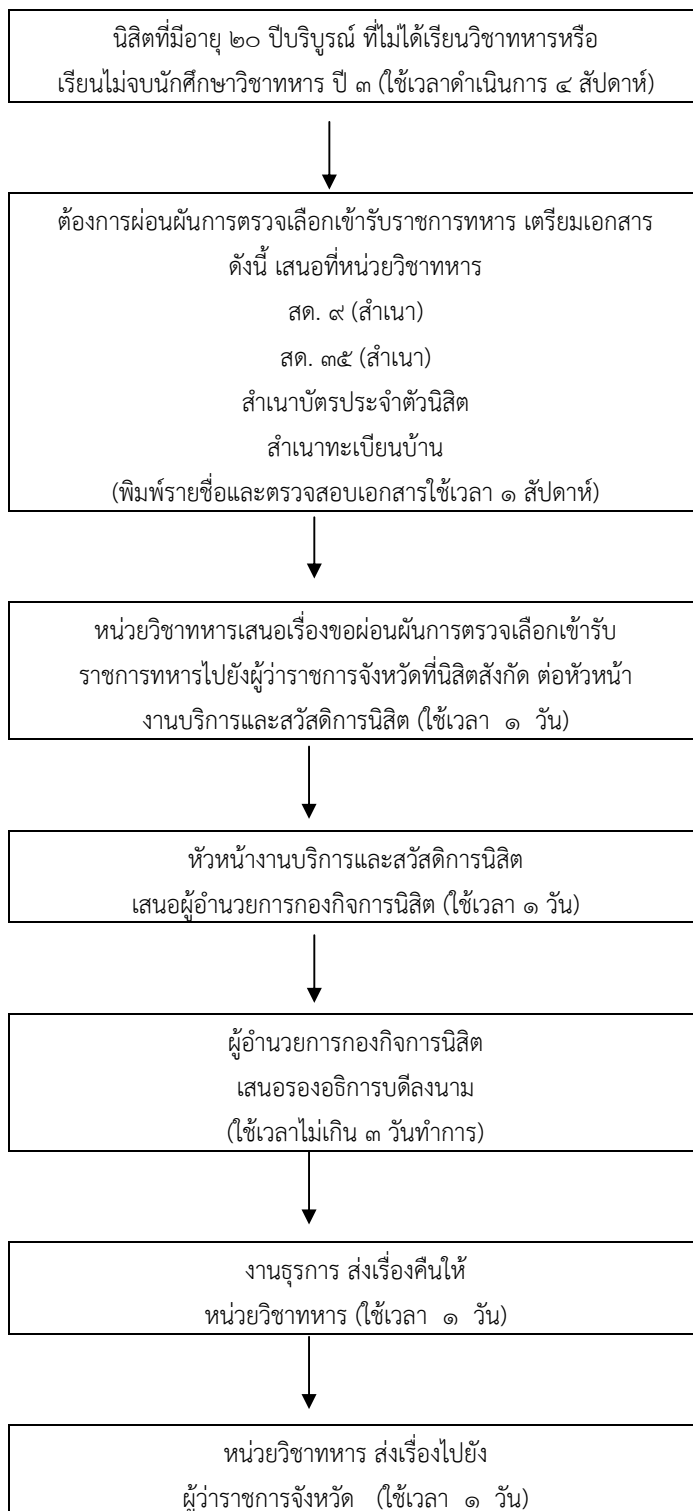 นิสิตที่มีอายุ ๒๐ ปีบริบูรณ์ ที่ไม่ได้เรียนวิชาทหารหรือ
เรียนไม่จบนักศึกษาวิชาทหาร ปี ๓ (ใช้เวลาดำเนินการ ๔ สัปดาห์)
ต้องการผ่อนผันการตรวจเลือกเข้ารับราชการทหาร เตรียมเอกสาร
ดังนี้ เสนอที่หน่วยวิชาทหาร
สด. ๙ (สำเนา)
สด. ๓๕ (สำเนา)
สำเนาบัตรประจำตัวนิสิต
สำเนาทะเบียนบ้าน
(พิมพ์รายชื่อและตรวจสอบเอกสารใช้เวลา ๑ สัปดาห์)
หน่วยวิชาทหารเสนอเรื่องขอผ่อนผันการตรวจเลือกเข้ารับ
ราชการทหารไปยังผู้ว่าราชการจังหวัดที่นิสิตสังกัด ต่อหัวหน้า
งานบริการและสวัสดิการนิสิต (ใช้เวลา ๑ วัน)
หัวหน้างานบริการและสวัสดิการนิสิต
เสนอผู้อำนวยการกองกิจการนิสิต (ใช้เวลา ๑ วัน)
ผู้อำนวยการกองกิจการนิสิต
เสนอรองอธิการบดีลงนาม
(ใช้เวลาไม่เกิน ๓ วันทำการ)
งานธุรการ ส่งเรื่องคืนให้
หน่วยวิชาทหาร (ใช้เวลา ๑ วัน)
หน่วยวิชาทหาร ส่งเรื่องไปยัง
ผู้ว่าราชการจังหวัด (ใช้เวลา ๑ วัน)